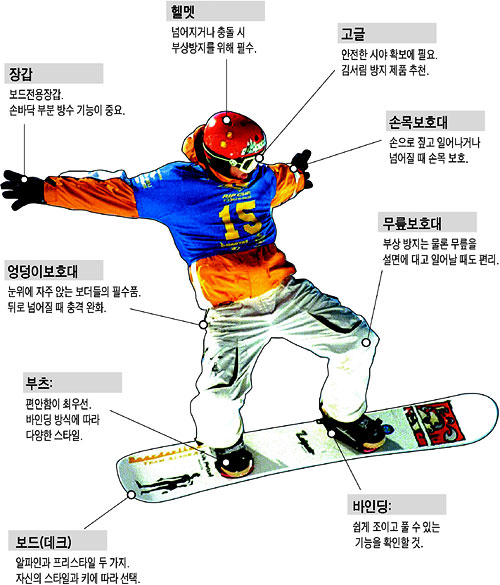 헬멧
넘어지거나 충돌 시
부상방지를 위해 필수.
고글
안전한 시야 확보에 필요.
김서림 방지 제품 추천.
장갑
보드전용장갑.
손바닥 부분 방수 기능이 중요.
손목보호대
손으로 짚고 일어나거나
넘어질 때 손목 보호.
15
무릎보호대
부상 방지는 물론 무릎을
설면에 대고 일어날 때도 편리.
엉덩이보호대
눈위에 자주 앉는 보더들의 필수품.
뒤로 넘어질 때 충격 완화.
부츠:
편안함이 최우선.
바인딩 방식에 따라
다양한 스타일.
바인딩:
쉽게 조이고 풀 수 있는
기능을 확인할 것.
보드(데크)
알파인과 프리스타일 두 가지.
자신의 스타일과 키에 따라 선택.